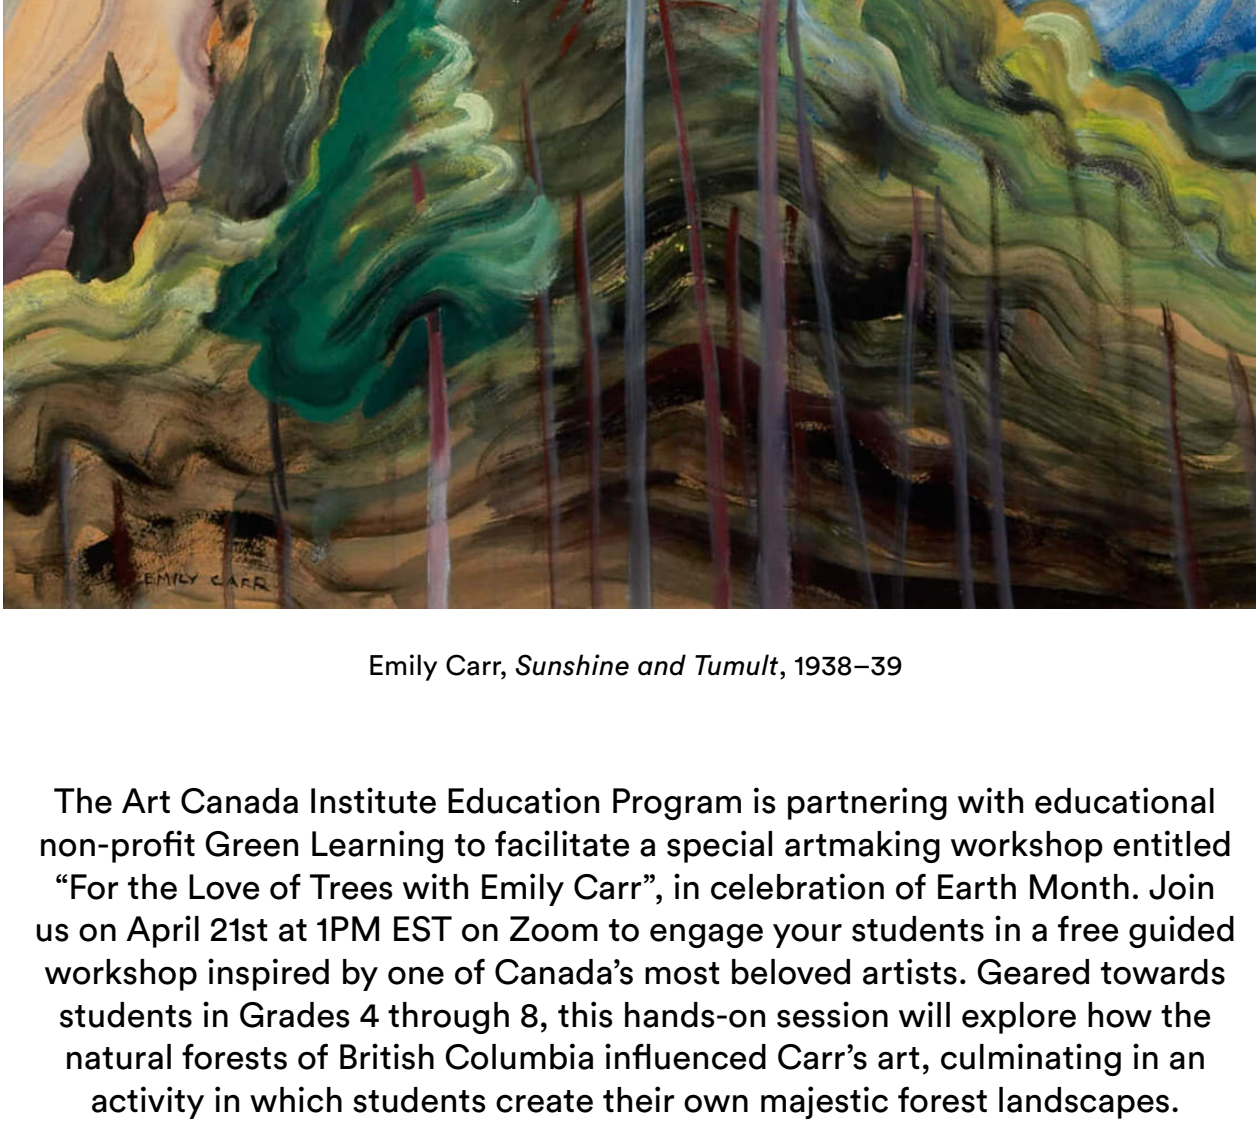 EMILY CARR
Emily Carr, Sunshine and Tumult, 1938–39
The Art Canada Institute Education Program is partnering with educational
non-profit Green Learning to facilitate a special artmaking workshop entitled
“For the Love of Trees with Emily Carr”, in celebration of Earth Month. Join
us on April 21st at 1PM EST on Zoom to engage your students in a free guided
workshop inspired by one of Canada’s most beloved artists. Geared towards
students in Grades 4 through 8, this hands-on session will explore how the
natural forests of British Columbia influenced Carr’s art, culminating in an
activity in which students create their own majestic forest landscapes.